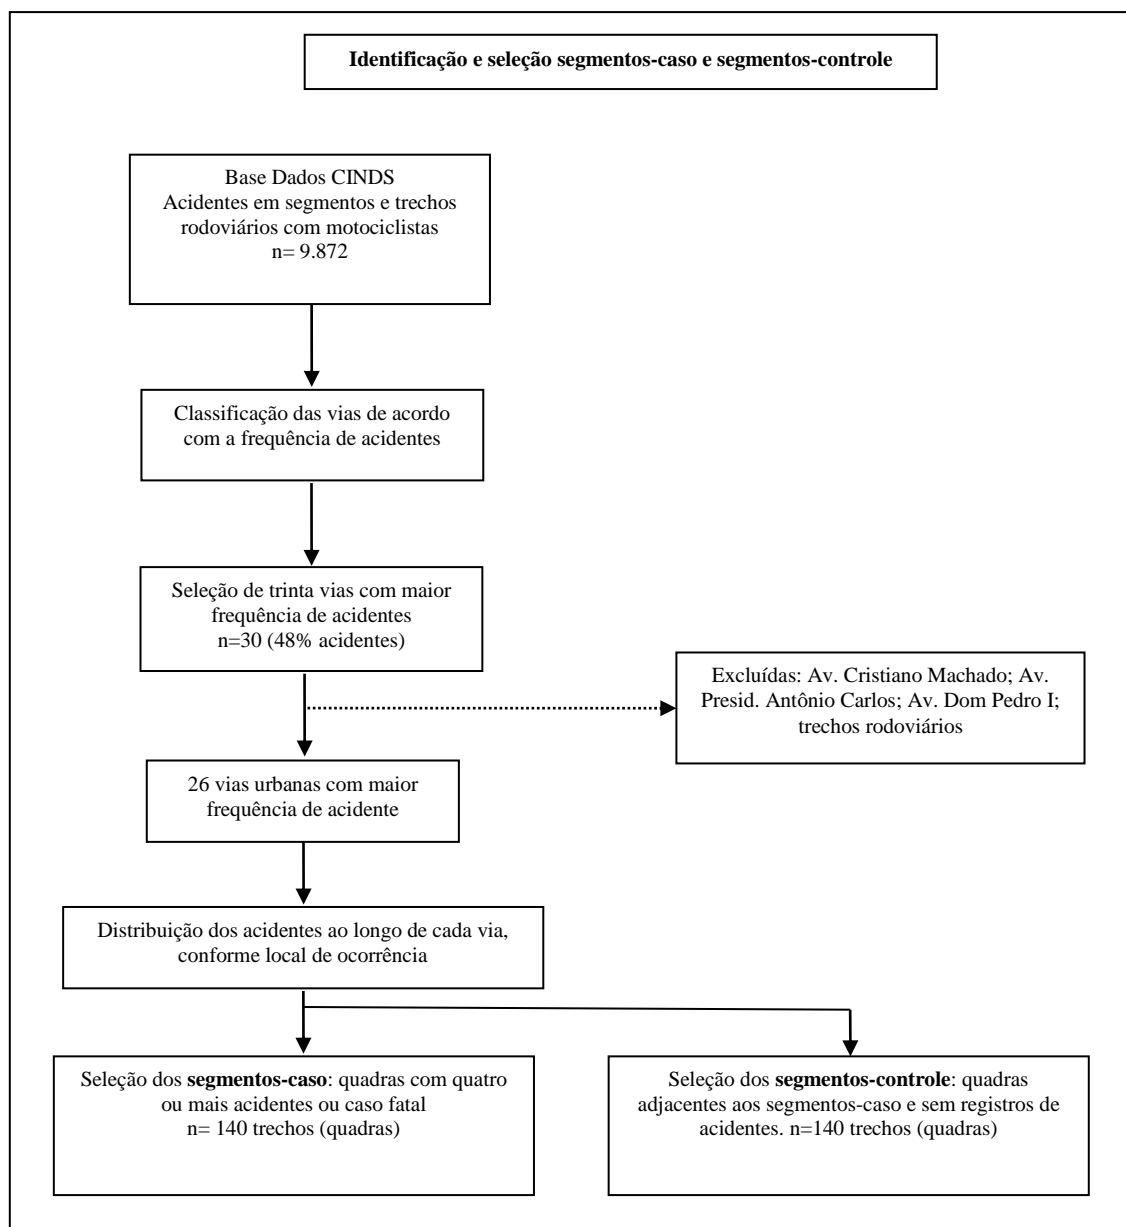 Identificação e seleção segmentos-caso e segmentos-controle
Base Dados CINDS
Acidentes em segmentos e trechos
rodoviários com motociclistas
n= 9.872
Classificação das vias de acordo
com a frequência de acidentes
Seleção de trinta vias com maior
frequência de acidentes
n=30 (48% acidentes)
Excluídas: Av. Cristiano Machado; Av.
Presid. Antônio Carlos; Av. Dom Pedro I;
trechos rodoviários
26 vias urbanas com maior
frequência de acidente
Distribuição dos acidentes ao longo de cada via,
conforme local de ocorrência
Seleção dos segmentos-caso: quadras com quatro
ou mais acidentes ou caso fatal
n= 140 trechos (quadras)
Seleção dos segmentos-controle: quadras
adjacentes aos segmentos-caso e sem registros de
acidentes. n=140 trechos (quadras)